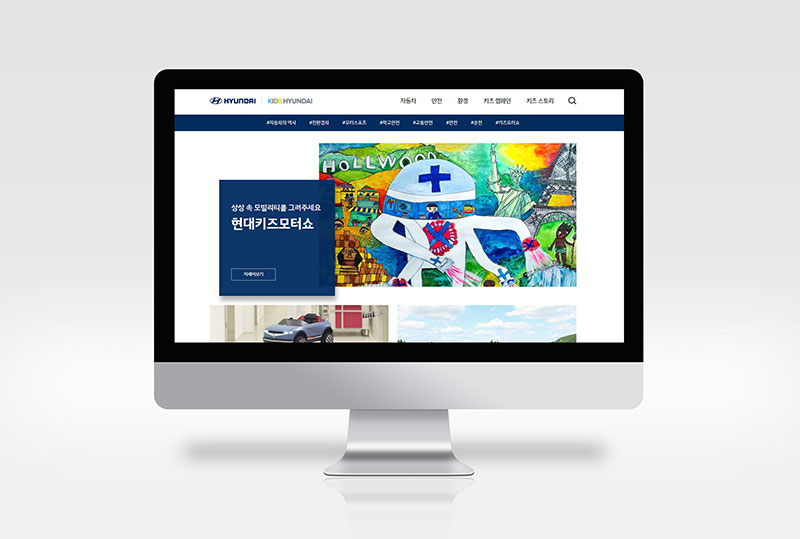 HYUNDAI | KIDSHYUNDAI
자동차 안전 환경 키즈 캠페인 키즈 스토리
#자동차의 역사 #친환경차 #모터스포츠 #학교안전 #교통안전 #안전 #운전 #키즈모터쇼
HOLLYWOOD
상상 속 모빌리티를 그려주세요
현대키즈모터쇼
자세히보기